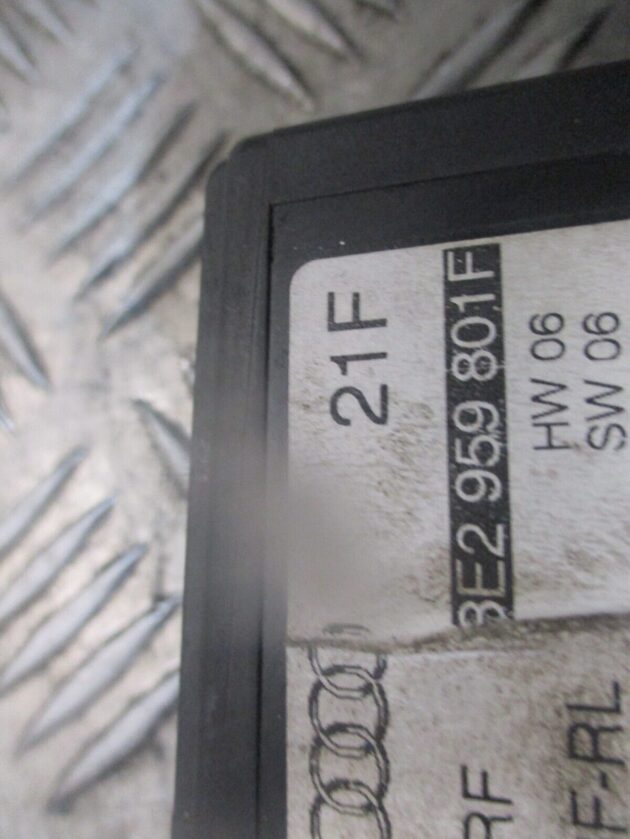 21F
8E2 959 801F
HW 06
SW 06
RF
F-RL